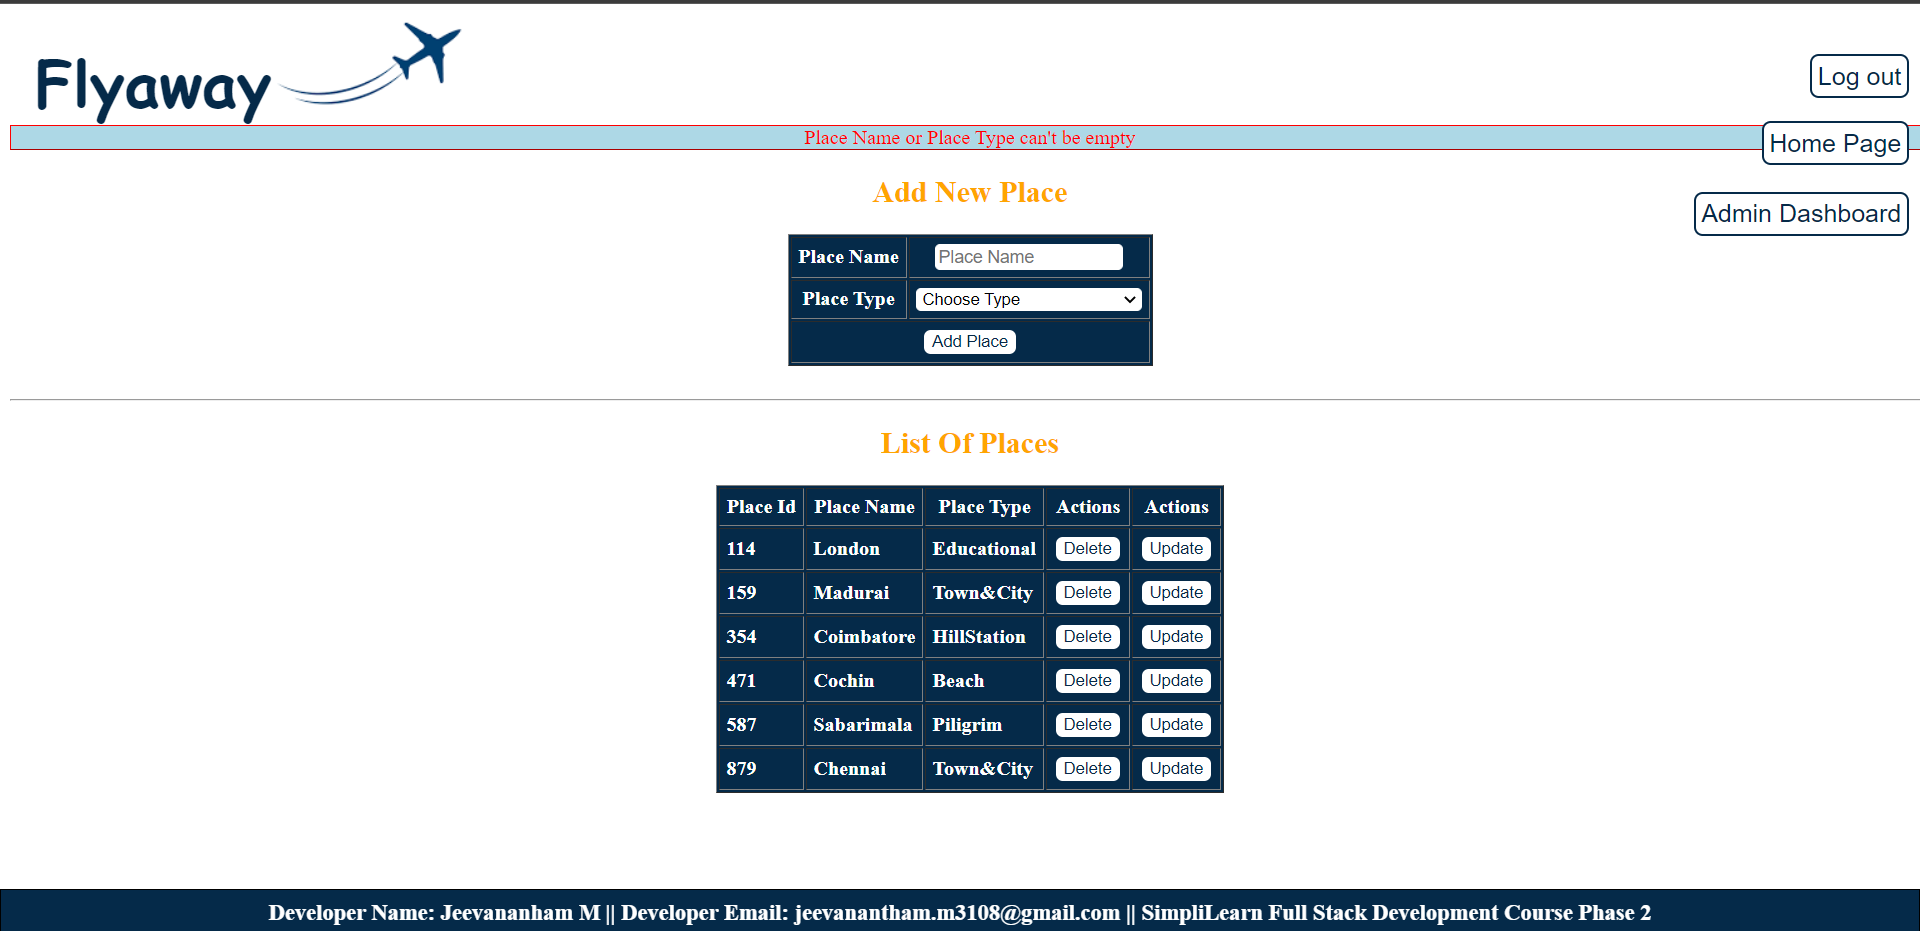 Flyaway
Log out
Place Name or Place Type can't be empty
Home Page
Add New Place
Admin Dashboard
Place Name Place Name
Place Type Choose Type
Add Place
List Of Places
Place Id Place Name Place Type Actions Actions
114 London Educational Delete Update
159 Madurai Town&City Delete Update
354 Coimbatore HillStation Delete Update
471 Cochin Beach Delete Update
587 Sabarimala Piligrim Delete Update
879 Chennai Town&City Delete Update
Developer Name: Jeevananham M || Developer Email: jeevanantham.m3108@gmail.com || SimpliLearn Full Stack Development Course Phase 2